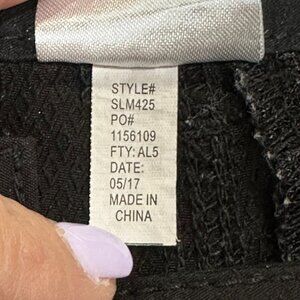 STYLE#
SLM425
PO#
1156109
FTY: AL5
DATE:
05/17
MADE IN
CHINA